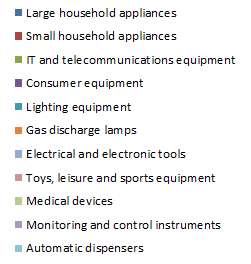 Large household appliances
Small household appliances
IT and telecommunications equipment
Consumer equipment
Lighting equipment
Gas discharge lamps
Electrical and electronic tools
Toys, leisure and sports equipment
Medical devices
Monitoring and control instruments
Automatic dispensers